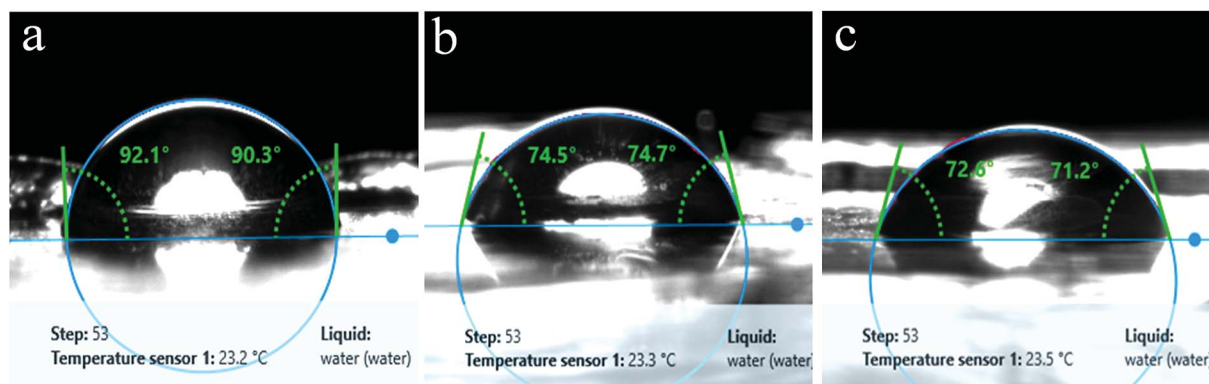 a
92.1° 90.3°
Step: 53
Temperature sensor 1: 23.2 °C
Liquid:
water (water)
b
74.5° 74.7°
Step: 53
Temperature sensor 1: 23.3 °C
Liquid:
water (water)
c
72.6° 71.2°
Step: 53
Temperature sensor 1: 23.5 °C
Liquid:
water (water)